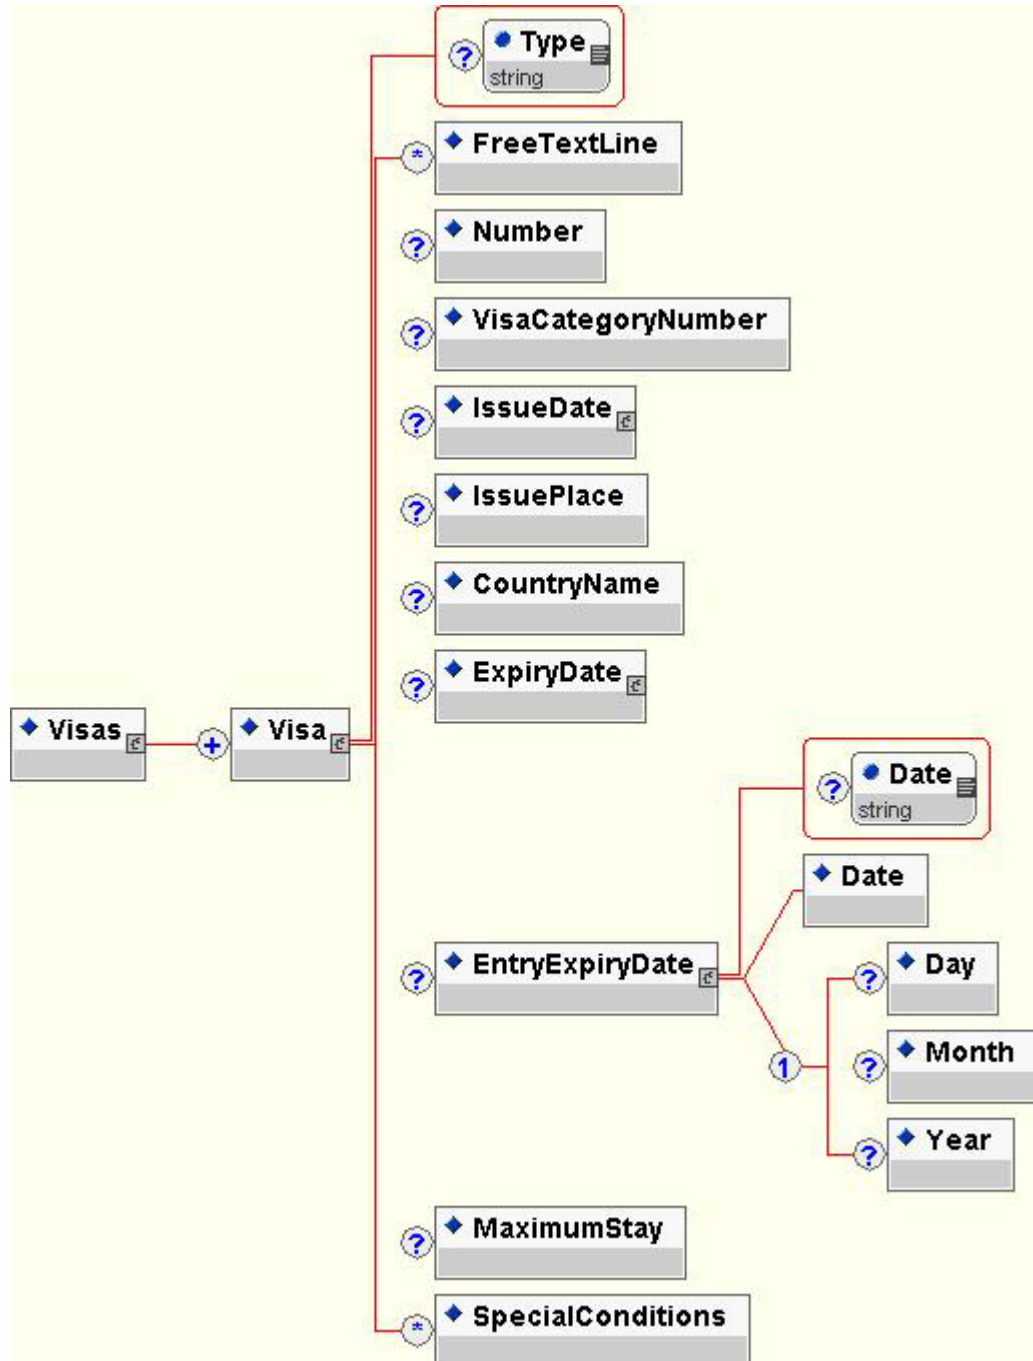 ? Type
string
* FreeTextLine
? Number
? VisaCategoryNumber
? IssueDate
? IssuePlace
? CountryName
? ExpiryDate
Visas + Visa
? Date
string
Date
? EntryExpiryDate
? Day
1 ? Month
? Year
? MaximumStay
* SpecialConditions